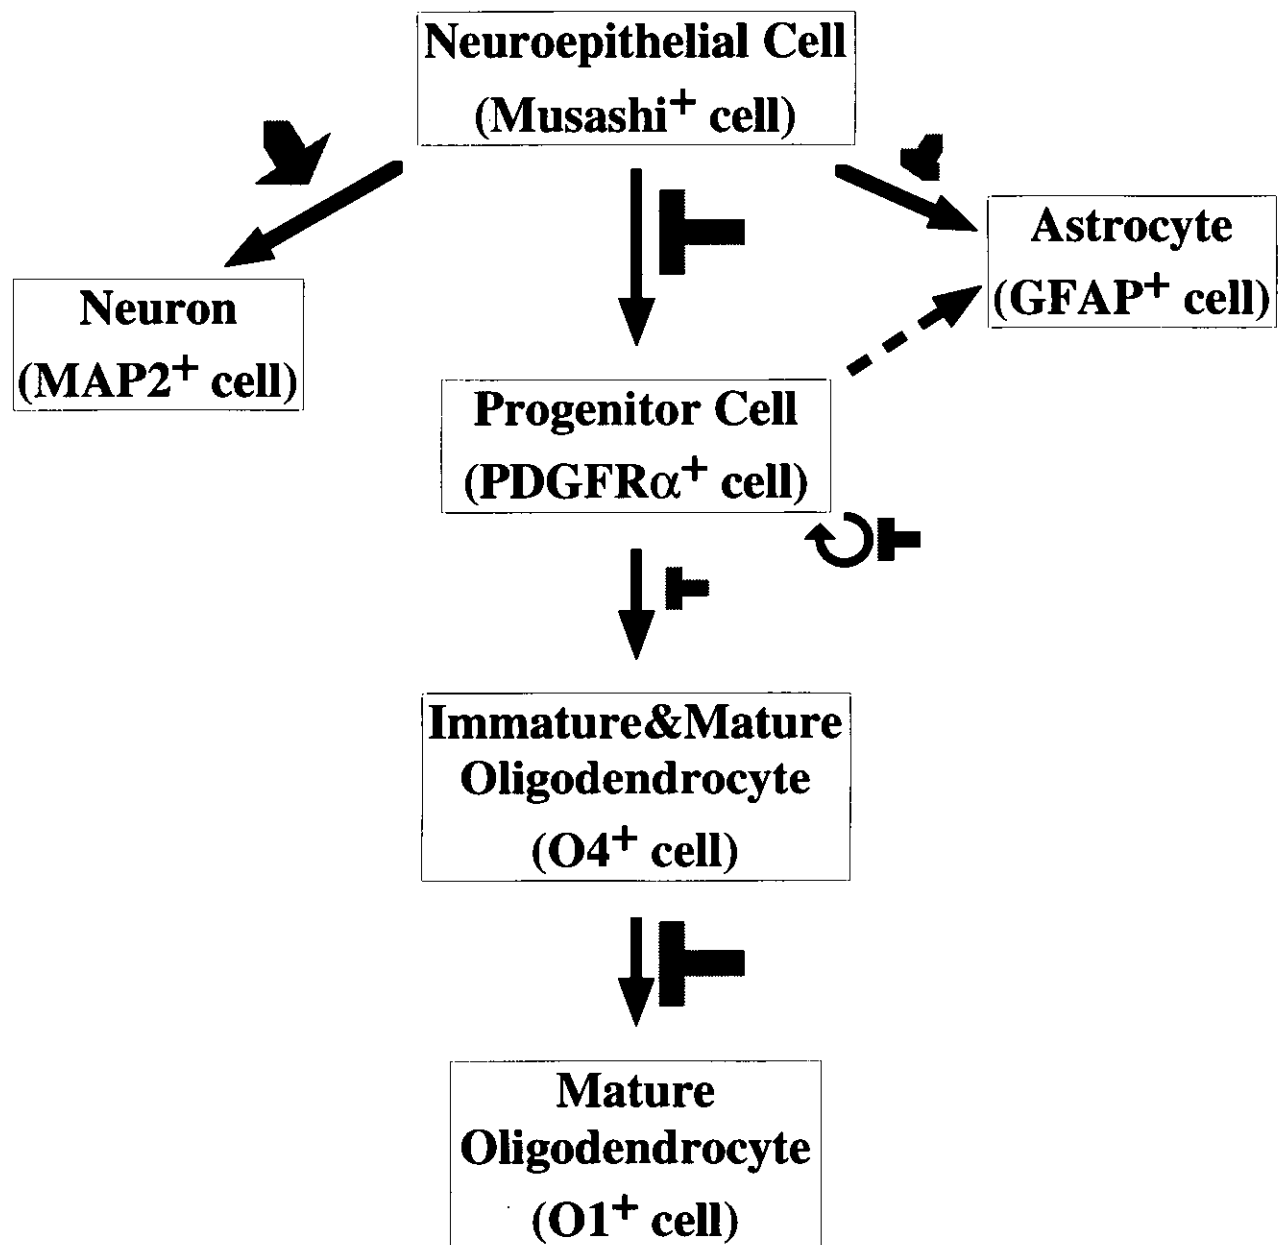 Neuroepithelial Cell
(Musashi+ cell)
Astrocyte
(GFAP+ cell)
Neuron
(MAP2+ cell)
Progenitor Cell
(PDGFRα+ cell)
Immature&Mature
Oligodendrocyte
(O4+ cell)
Mature
Oligodendrocyte
(O1+ cell)